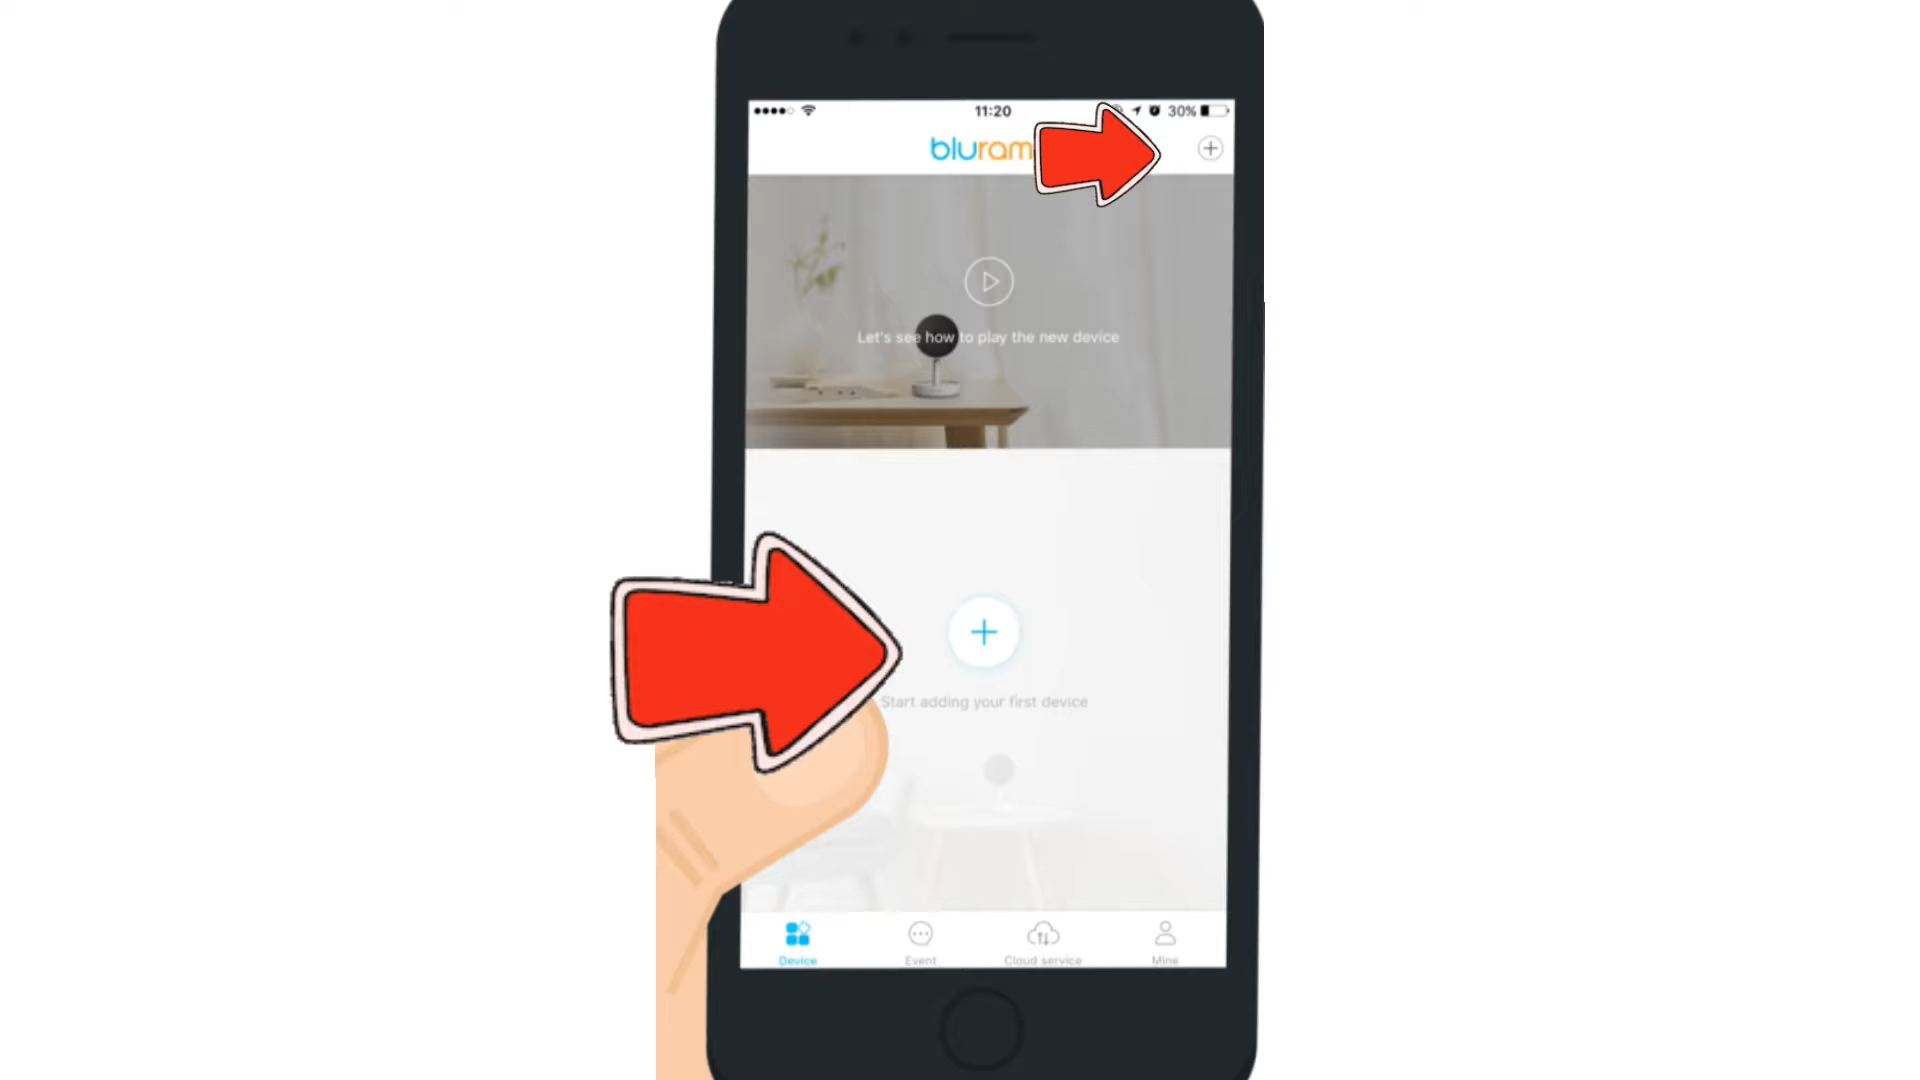 11:20
30%
bluram
Let's see how to play the new device
Start adding your first device
Device
Event
Cloud service
Mine